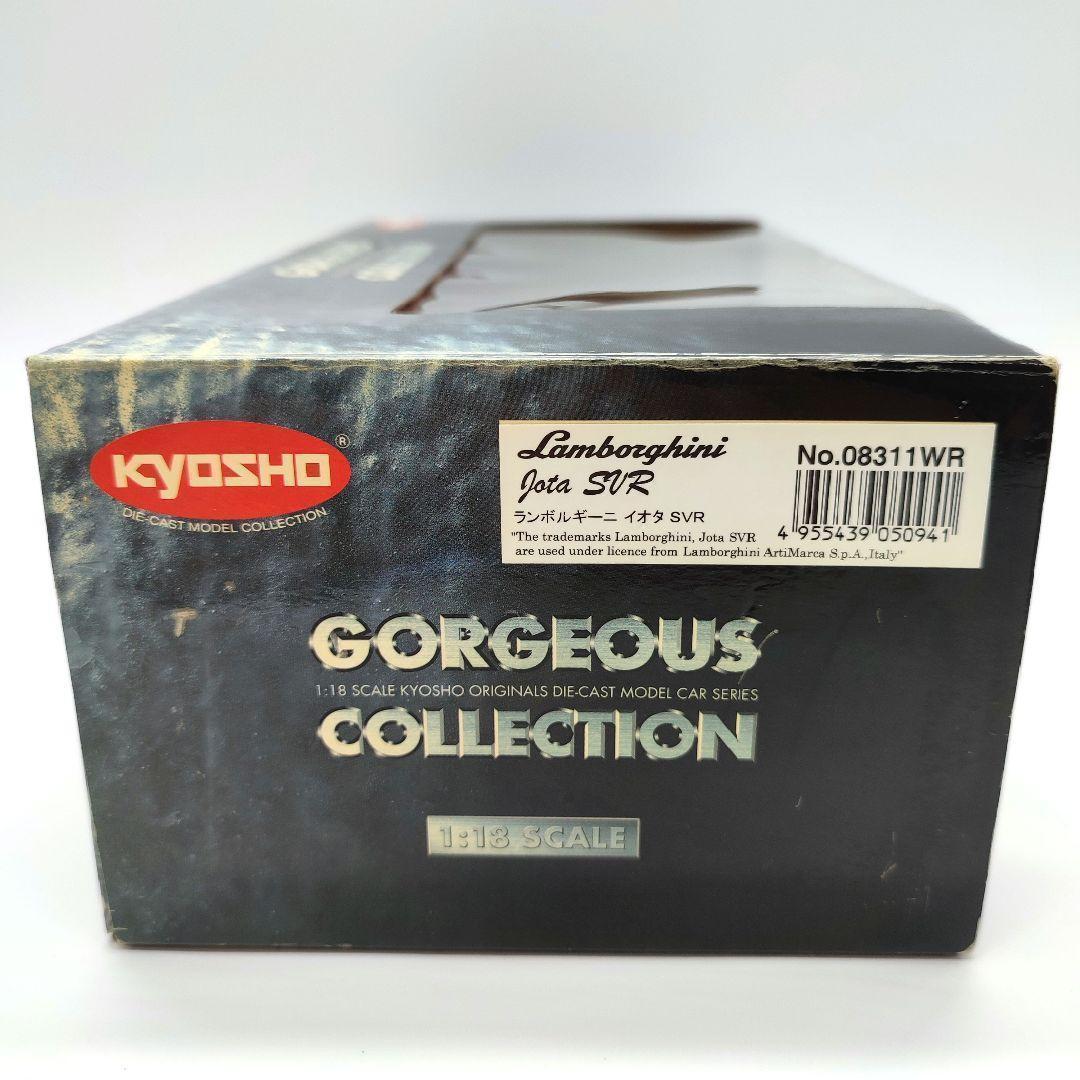 KYOSHO ®
DIE-CAST MODEL COLLECTION
Lamborghini
Jota SVR
ランボルギーニ イオタ SVR
"The trademarks Lamborghini, Jota SVR
are used under licence from Lamborghini ArtiMarca S.p.A.,Italy"
No.08311WR
4 955439 050941
GORGEOUS
1:18 SCALE KYOSHO ORIGINALS DIE-CAST MODEL CAR SERIES
COLLECTION
1:18 SCALE